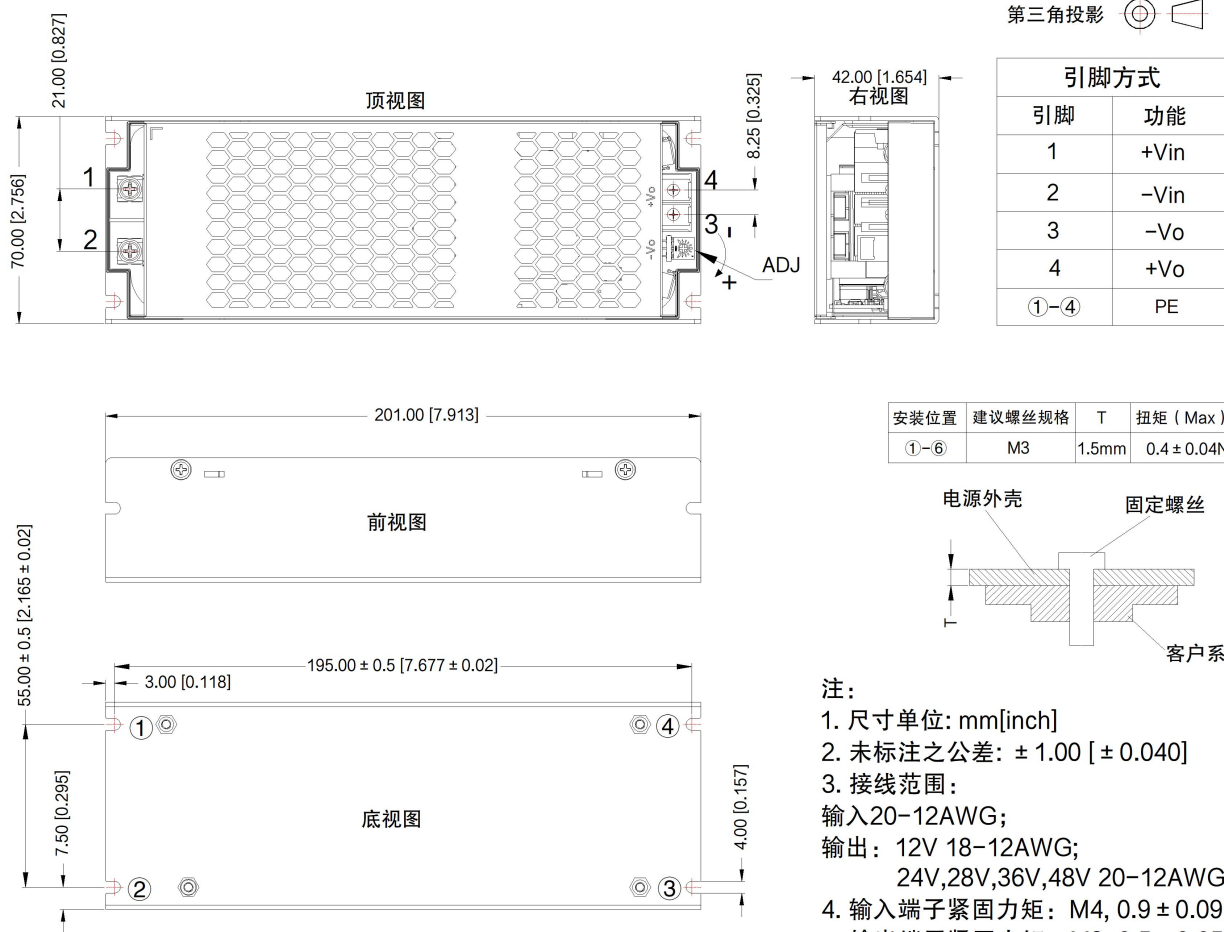 第三角投影
21.00 [0.827]
顶视图
70.00 [2.756]
1
2
4
3
-
+
+Vo
-Vo
ADJ
8.25 [0.325]
42.00 [1.654]
右视图
引脚方式
引脚 功能
1 +Vin
2 -Vin
3 -Vo
4 +Vo
①-④ PE
201.00 [7.913]
前视图
安装位置 建议螺丝规格 T 扭矩(Max)
①-⑥ M3 1.5mm 0.4±0.04N
电源外壳
固定螺丝
T
客户系
55.00±0.5 [2.165±0.02]
195.00±0.5 [7.677±0.02]
3.00 [0.118]
①
④
底视图
7.50 [0.295]
4.00 [0.157]
②
③
注:
1. 尺寸单位: mm[inch]
2. 未标注之公差: ±1.00 [±0.040]
3. 接线范围:
输入20-12AWG;
输出: 12V 18-12AWG;
24V,28V,36V,48V 20-12AWG
4. 输入端子紧固力矩: M4, 0.9±0.09